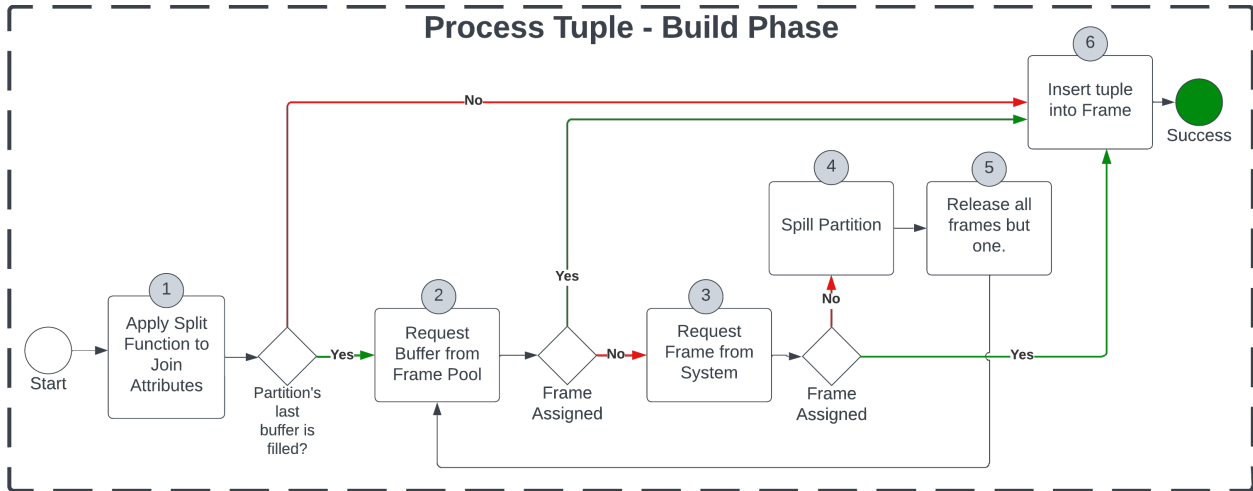 Process Tuple - Build Phase
6
Insert tuple
into Frame
Success
No
Yes
4
Spill Partition
5
Release all
frames but
one.
Start
1
Apply Split
Function to
Join
Attributes
Partition's
last
buffer is
filled?
Yes
2
Request
Buffer from
Frame Pool
Frame
Assigned
No
3
Request
Frame from
System
Frame
Assigned
No
Yes